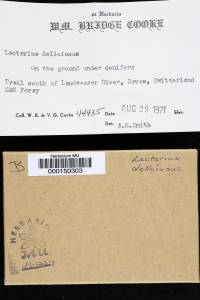 in Herbario
WM. BRIDGE COOKE
Lactarius deliciosus
On the ground under conifers
Trail south of Landwasser River, Davos, Switzerland
SMS Foray
Coll. W. B. & V. G. Cooke 44435 Date AUG 29 1971 Elev.
Det. A.H.Smith
B
Herbarium MU
000150303
Lactarius
deliciosus
HERBARIUM
MU